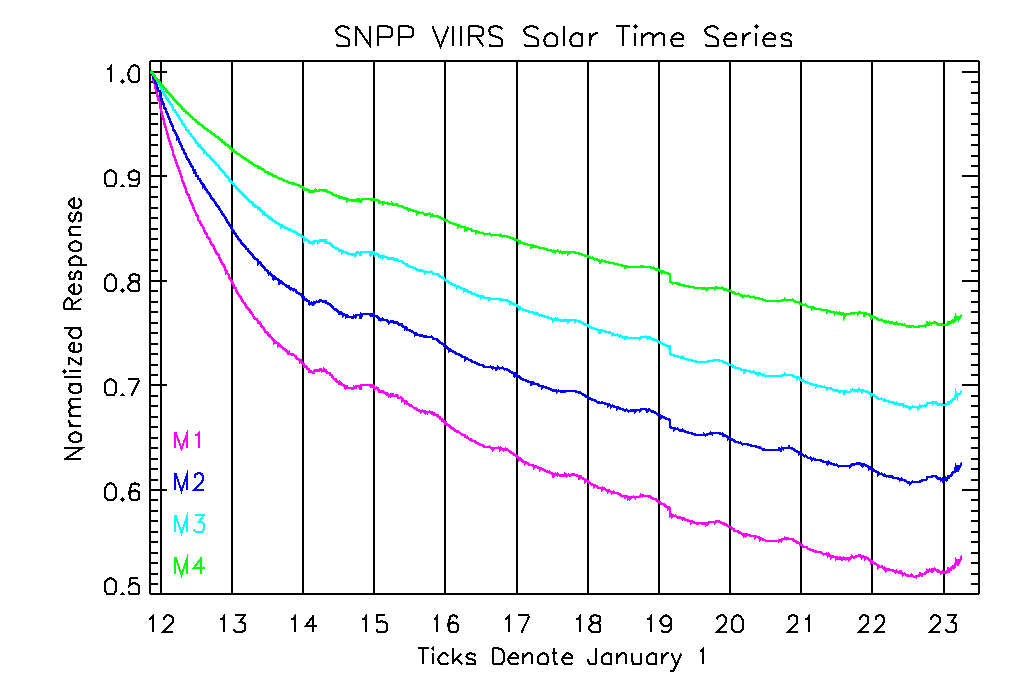 SNPP VIIRS Solar Time Series
1.0
0.9
0.8
0.7
0.6
0.5
Normalized Response
M1
M2
M3
M4
12 13 14 15 16 17 18 19 20 21 22 23
Ticks Denote January 1